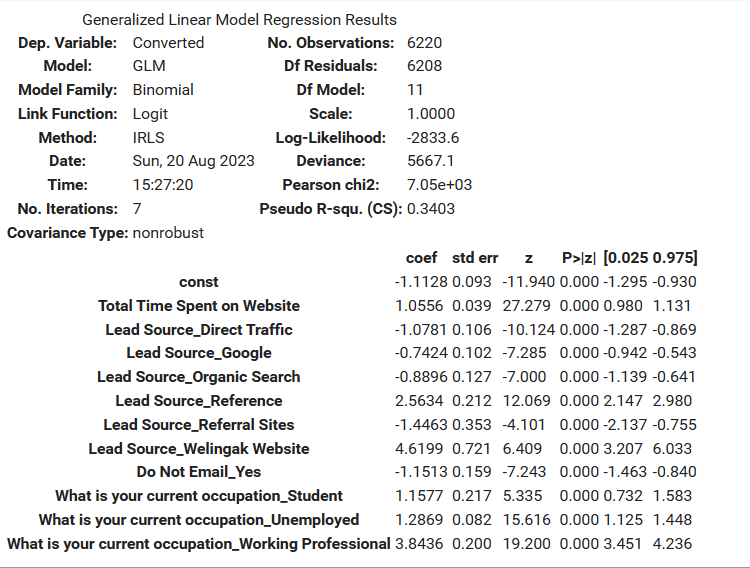 Generalized Linear Model Regression Results
Dep. Variable: Converted No. Observations: 6220
Model: GLM Df Residuals: 6208
Model Family: Binomial Df Model: 11
Link Function: Logit Scale: 1.0000
Method: IRLS Log-Likelihood: -2833.6
Date: Sun, 20 Aug 2023 Deviance: 5667.1
Time: 15:27:20 Pearson chi2: 7.05e+03
No. Iterations: 7 Pseudo R-squ. (CS): 0.3403
Covariance Type: nonrobust
coef std err z P>|z| [0.025 0.975]
const -1.1128 0.093 -11.940 0.000 -1.295 -0.930
Total Time Spent on Website 1.0556 0.039 27.279 0.000 0.980 1.131
Lead Source_Direct Traffic -1.0781 0.106 -10.124 0.000 -1.287 -0.869
Lead Source_Google -0.7424 0.102 -7.285 0.000 -0.942 -0.543
Lead Source_Organic Search -0.8896 0.127 -7.000 0.000 -1.139 -0.641
Lead Source_Reference 2.5634 0.212 12.069 0.000 2.147 2.980
Lead Source_Referral Sites -1.4463 0.353 -4.101 0.000 -2.137 -0.755
Lead Source_Welingak Website 4.6199 0.721 6.409 0.000 3.207 6.033
Do Not Email_Yes -1.1513 0.159 -7.243 0.000 -1.463 -0.840
What is your current occupation_Student 1.1577 0.217 5.335 0.000 0.732 1.583
What is your current occupation_Unemployed 1.2869 0.082 15.616 0.000 1.125 1.448
What is your current occupation_Working Professional 3.8436 0.200 19.200 0.000 3.451 4.236